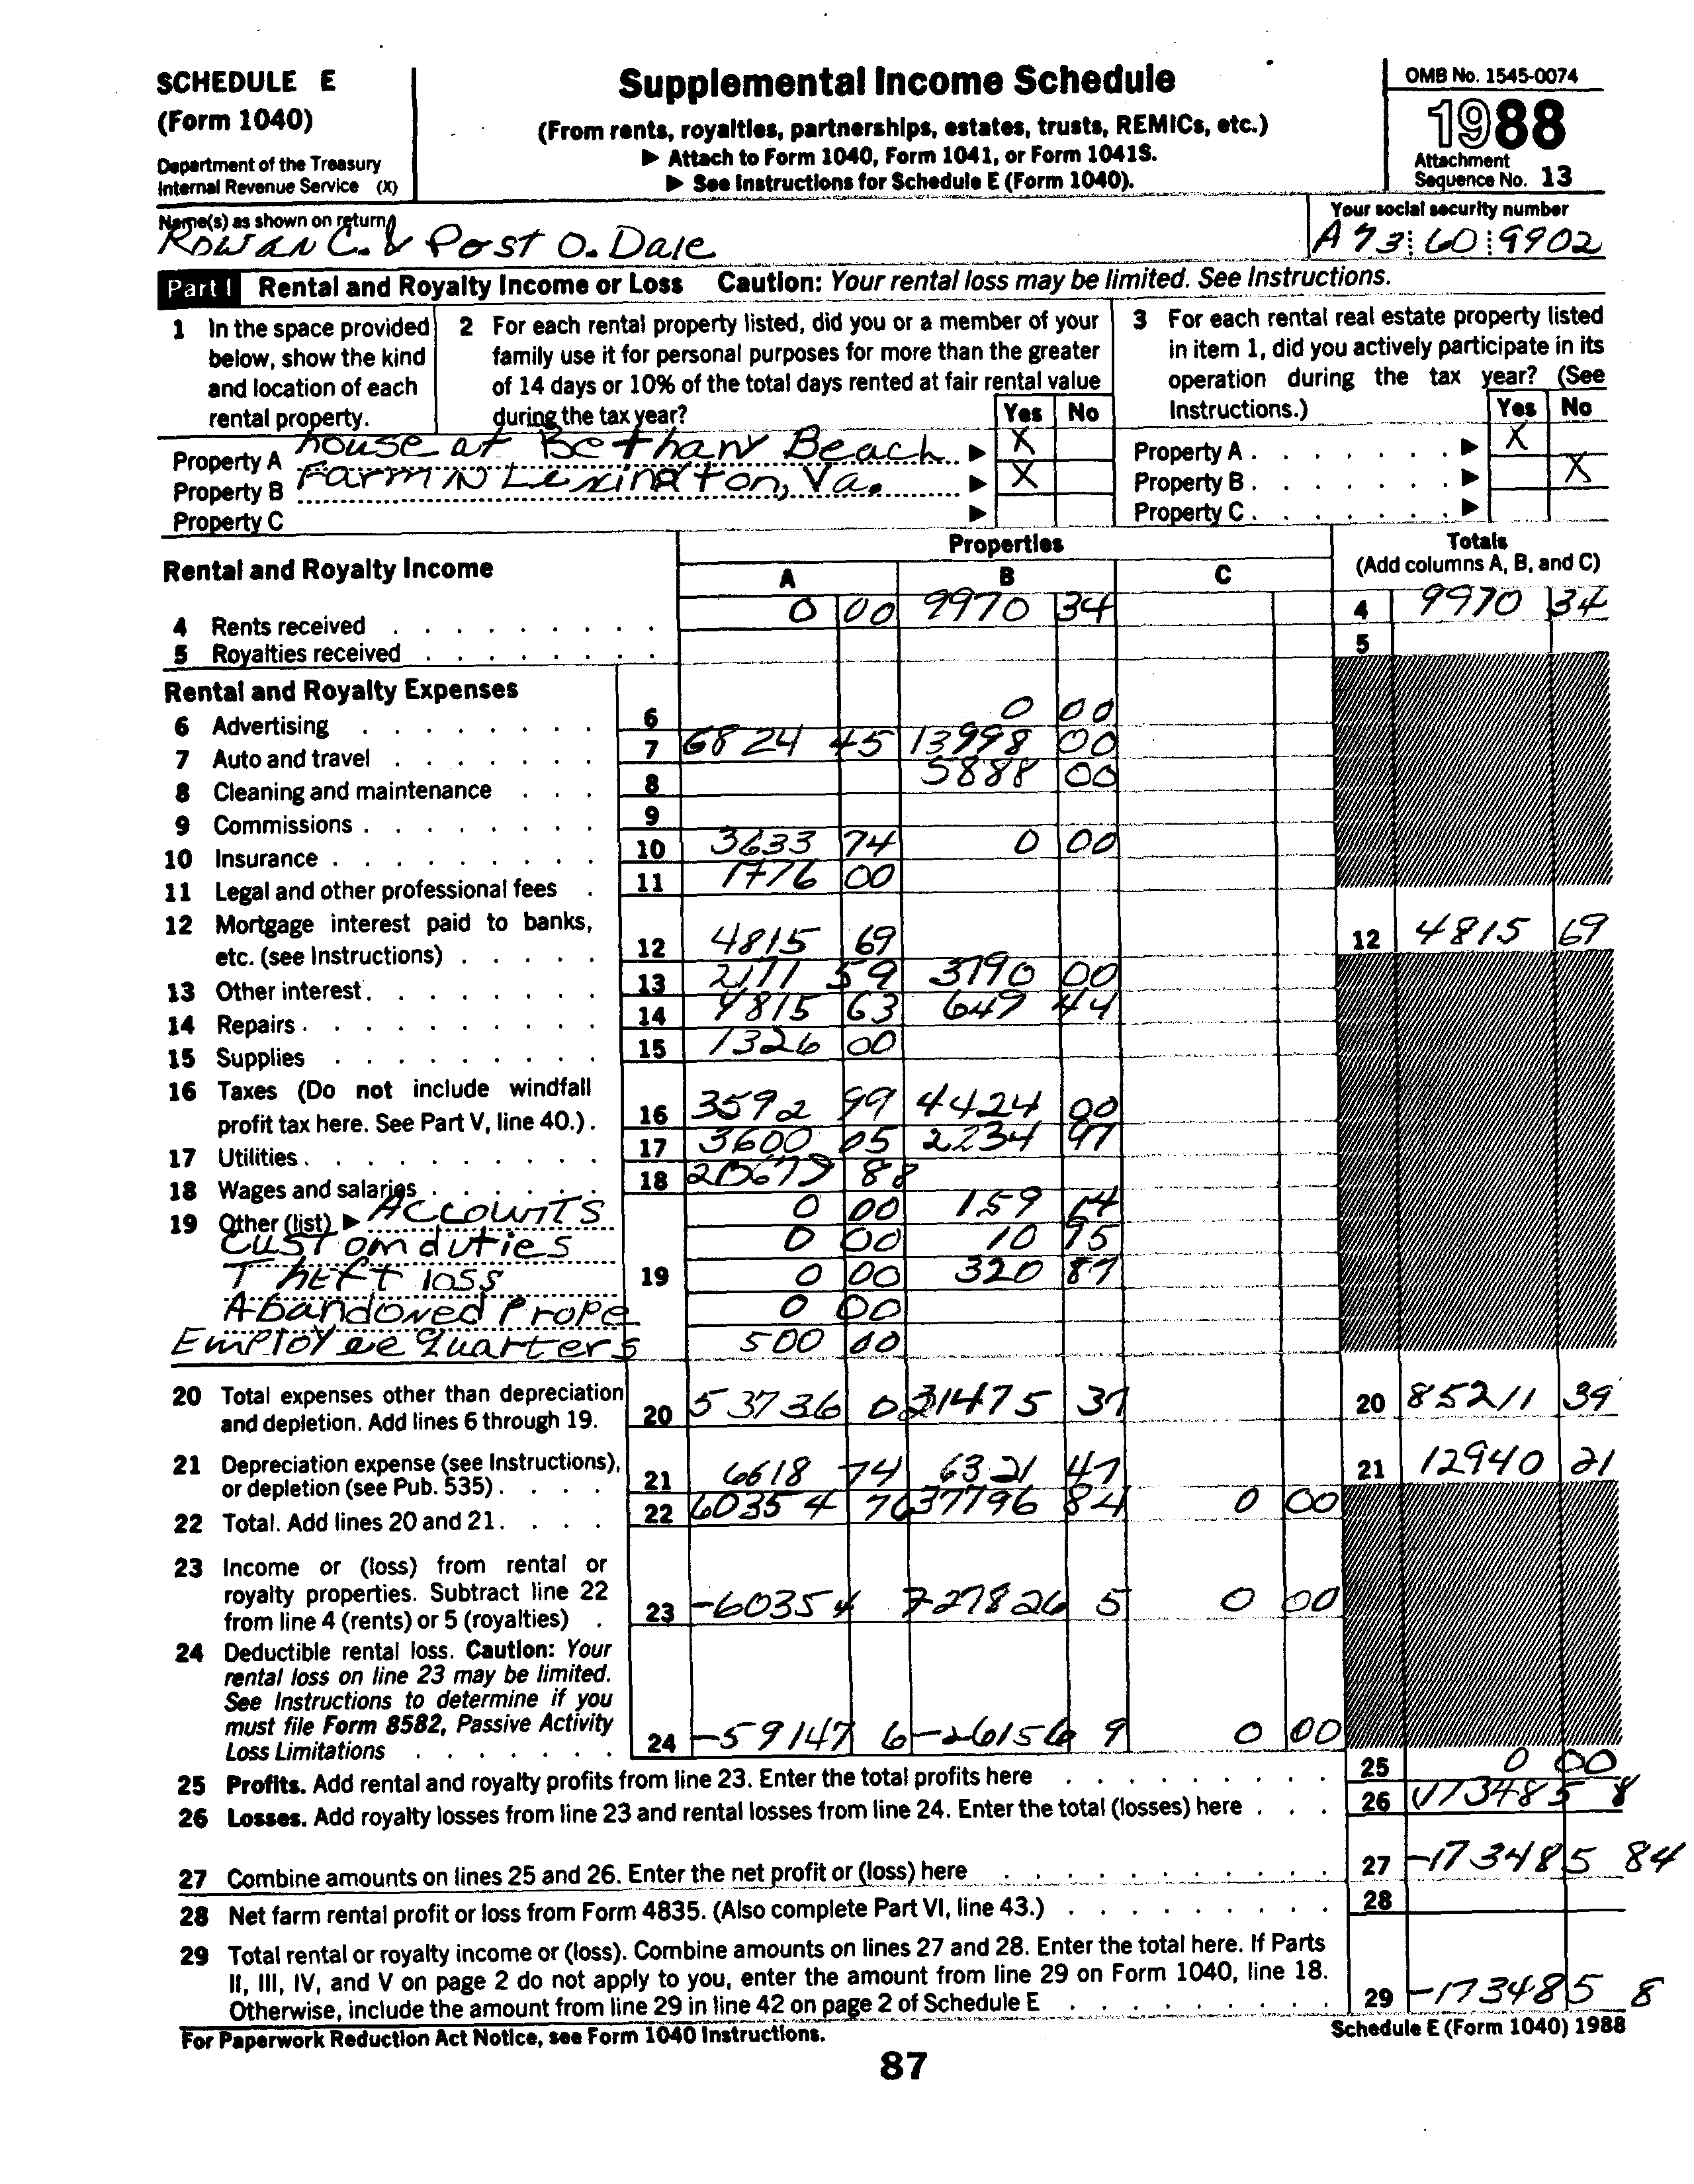 SCHEDULE E
(Form 1040)
Department of the Treasury
Internal Revenue Service (X)
Supplemental Income Schedule
(From rents, royalties, partnerships, estates, trusts, REMICs, etc.)
▶ Attach to Form 1040, Form 1041, or Form 1041S.
▶ See Instructions for Schedule E (Form 1040).
OMB No. 1545-0074
1988
Attachment
Sequence No. 13
Name(s) as shown on return
Rowan C. & Post O. Dale
Your social security number
A73 60 9902
Part I Rental and Royalty Income or Loss Caution: Your rental loss may be limited. See Instructions.
1 In the space provided
below, show the kind
and location of each
rental property.
2 For each rental property listed, did you or a member of your
family use it for personal purposes for more than the greater
of 14 days or 10% of the total days rented at fair rental value
during the tax year?
Yes No
3 For each rental real estate property listed
in item 1, did you actively participate in its
operation during the tax year? (See
Instructions.)
Yes No
Property A house at Bethany Beach ▶ X
Property B Farm N Lexington, Va. ▶ X
Property C ▶
Property A . . . . . . . ▶ X
Property B . . . . . . . ▶ X
Property C . . . . . . . ▶
Rental and Royalty Income
Properties
A B C
Totals
(Add columns A, B, and C)
4 Rents received 0 00 9970 34 4 9970 34
5 Royalties received 5
Rental and Royalty Expenses
6 Advertising 6 0 00
7 Auto and travel 7 6824 45 13998 00
8 Cleaning and maintenance 8 5888 00
9 Commissions 9
10 Insurance 10 3633 74 0 00
11 Legal and other professional fees 11 1776 00
12 Mortgage interest paid to banks,
etc. (see Instructions) 12 4815 69 12 4815 69
13 Other interest 13 2171 59 3790 00
14 Repairs 14 4815 63 649 44
15 Supplies 15 1326 00
16 Taxes (Do not include windfall
profit tax here. See Part V, line 40.) 16 3592 99 4424 00
17 Utilities 17 3600 05 2234 97
18 Wages and salaries 18 20679 88
19 Other (list) ▶ Accounts 0 00 159 14
Custom duties 0 00 10 95
Theft loss 19 0 00 320 87
Abandoned Prope 0 00
Employee Quarters 500 00
20 Total expenses other than depreciation
and depletion. Add lines 6 through 19. 20 53736 0 31475 37 20 85211 39
21 Depreciation expense (see Instructions),
or depletion (see Pub. 535) 21 6618 74 6321 47 21 12940 21
22 Total. Add lines 20 and 21. 22 60354 76 37796 84 0 00
23 Income or (loss) from rental or
royalty properties. Subtract line 22
from line 4 (rents) or 5 (royalties) 23 -60354 7 27826 5 0 00
24 Deductible rental loss. Caution: Your
rental loss on line 23 may be limited.
See Instructions to determine if you
must file Form 8582, Passive Activity
Loss Limitations 24 -59147 6 -26156 9 0 00
25 Profits. Add rental and royalty profits from line 23. Enter the total profits here 25 0 00
26 Losses. Add royalty losses from line 23 and rental losses from line 24. Enter the total (losses) here 26 173485 8
27 Combine amounts on lines 25 and 26. Enter the net profit or (loss) here 27 -173485 84
28 Net farm rental profit or loss from Form 4835. (Also complete Part VI, line 43.) 28
29 Total rental or royalty income or (loss). Combine amounts on lines 27 and 28. Enter the total here. If Parts
II, III, IV, and V on page 2 do not apply to you, enter the amount from line 29 on Form 1040, line 18.
Otherwise, include the amount from line 29 in line 42 on page 2 of Schedule E 29 -173485 8
For Paperwork Reduction Act Notice, see Form 1040 Instructions.
Schedule E (Form 1040) 1988
87